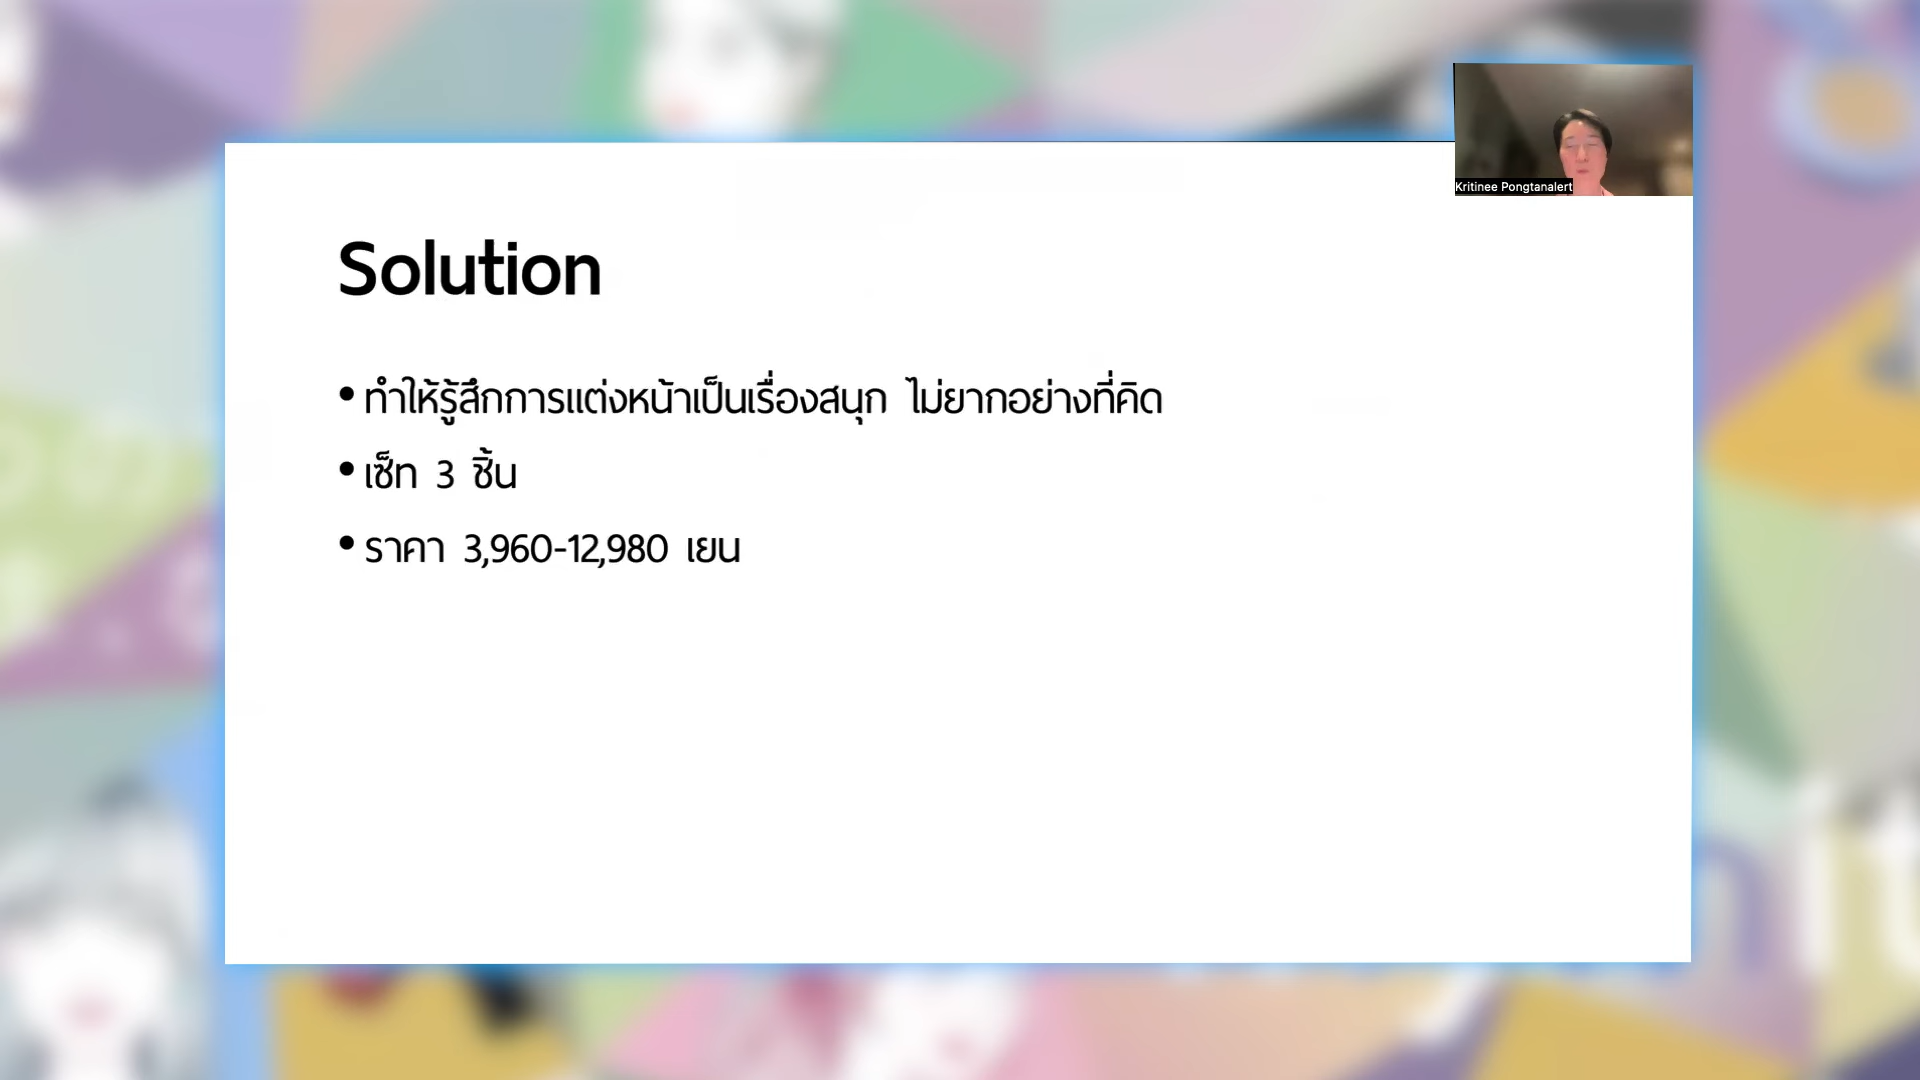 Kritinee Pongtanalert
Solution
• ทำให้รู้สึกการแต่งหน้าเป็นเรื่องสนุก ไม่ยากอย่างที่คิด
• เซ็ท 3 ชิ้น
• ราคา 3,960-12,980 เยน